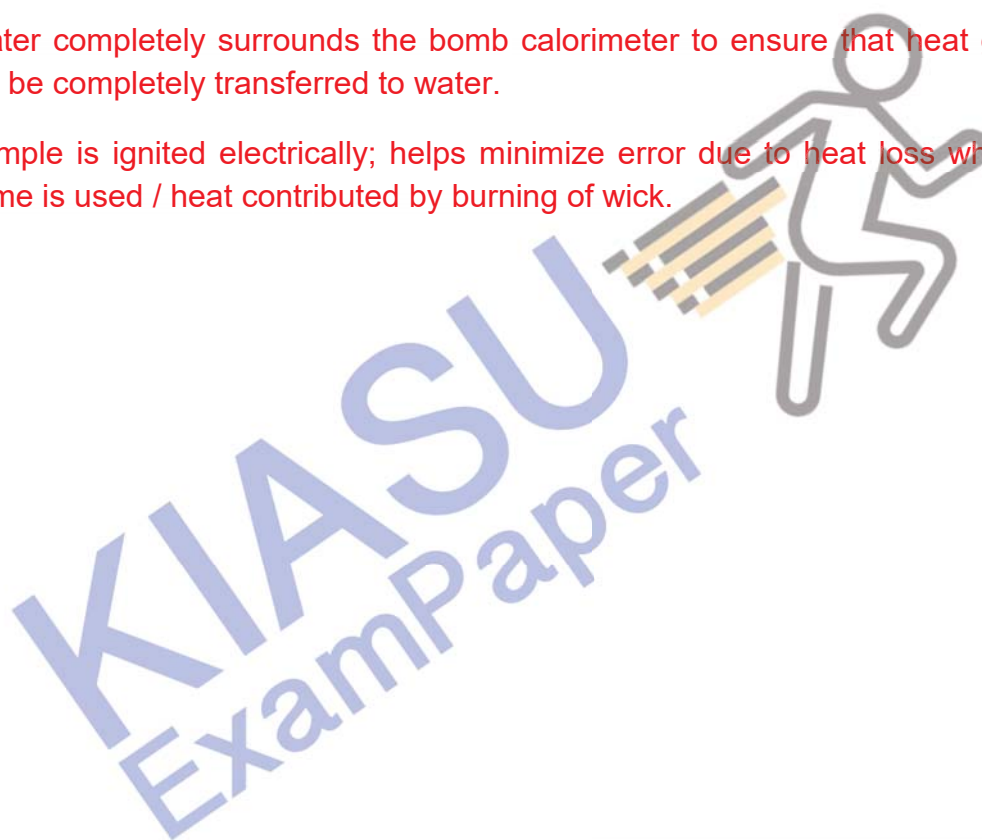 ater completely surrounds the bomb calorimeter to ensure that heat
be completely transferred to water.
mple is ignited electrically; helps minimize error due to heat loss wh
me is used / heat contributed by burning of wick.
KIASU
ExamPaper